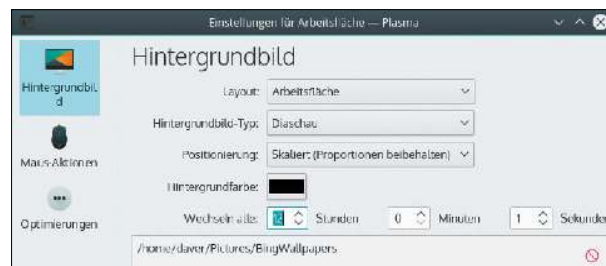 Einstellungen für Arbeitsfläche — Plasma
Hintergrundbild
Hintergrundbil
d
Layout: Arbeitsfläche
Hintergrundbild-Typ: Diaschau
Maus-Aktionen
Positionierung: Skaliert (Proportionen beibehalten)
Hintergrundfarbe:
Optimierungen
Wechseln alle: Stunden 0 Minuten 1 Sekunden
/home/daver/Pictures/BingWallpapers